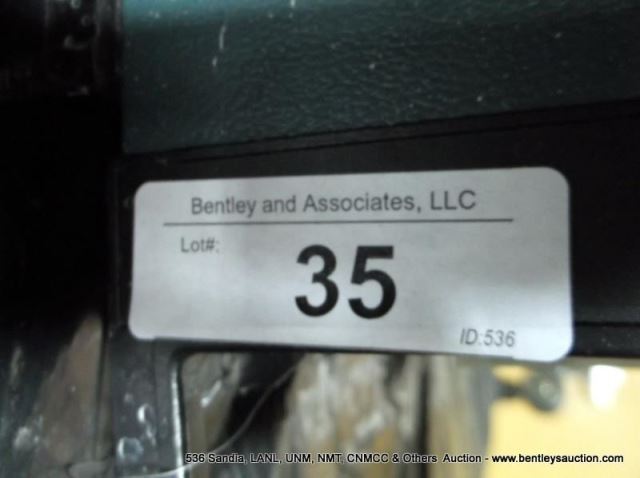 Bentley and Associates, LLC
Lot#:
35
ID:536
536 Sandia, LANL, UNM, NMT, CNMCC & Others  Auction - www.bentleysauction.com